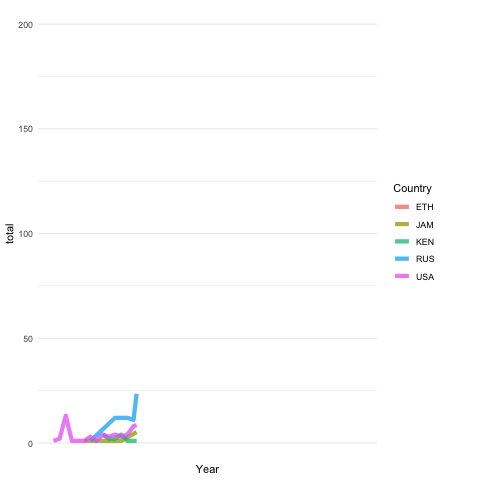 200
150
100
50
0
total
Year
Country
ETH
JAM
KEN
RUS
USA